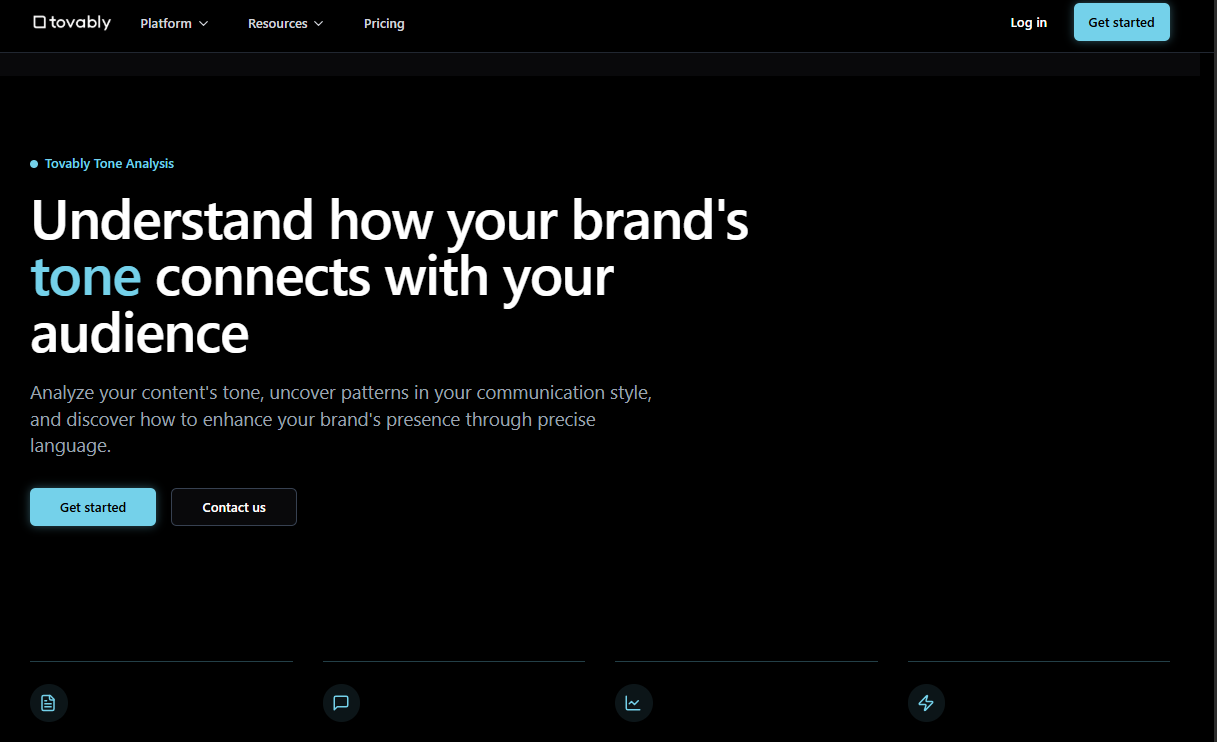 tovably
Platform
Resources
Pricing
Log in
Get started
Tovably Tone Analysis
Understand how your brand's
tone connects with your
audience
Analyze your content's tone, uncover patterns in your communication style,
and discover how to enhance your brand's presence through precise
language.
Get started
Contact us